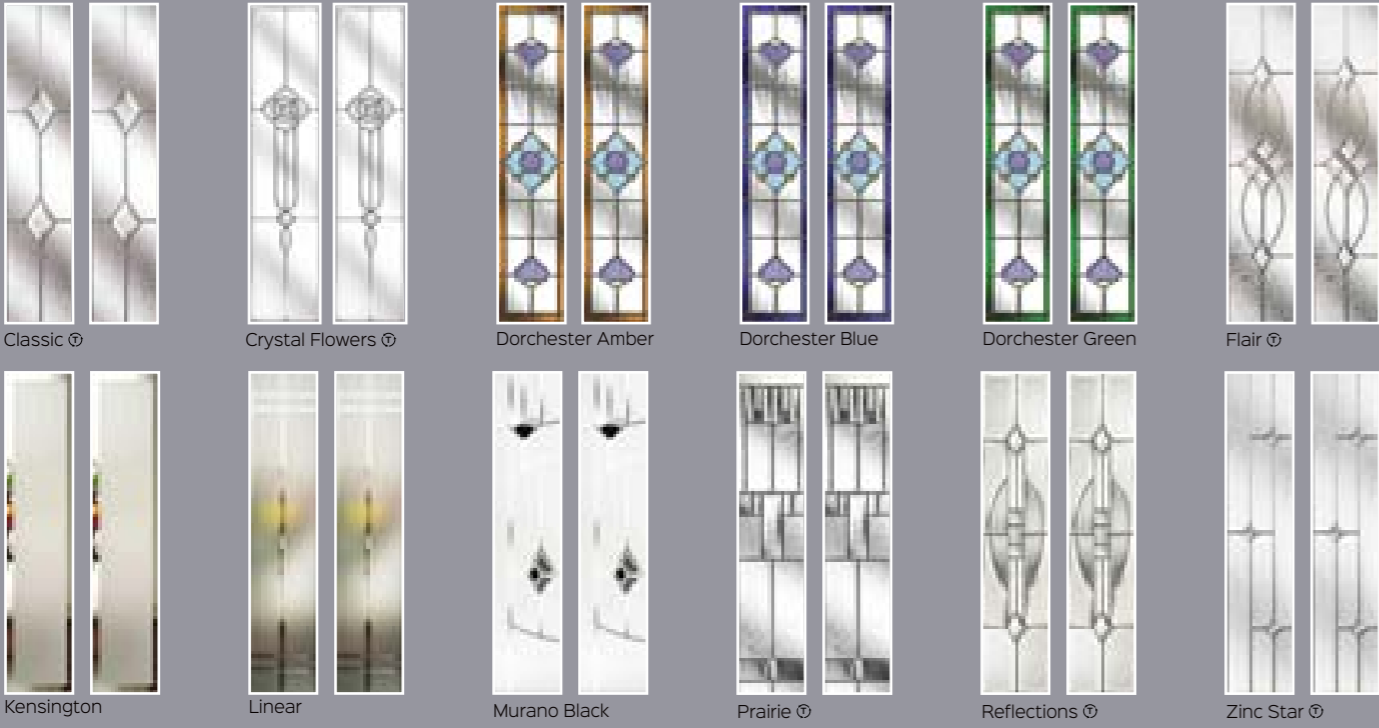 Classic Ⓣ
Crystal Flowers Ⓣ
Dorchester Amber
Dorchester Blue
Dorchester Green
Flair Ⓣ
Kensington
Linear
Murano Black
Prairie Ⓣ
Reflections Ⓣ
Zinc Star Ⓣ